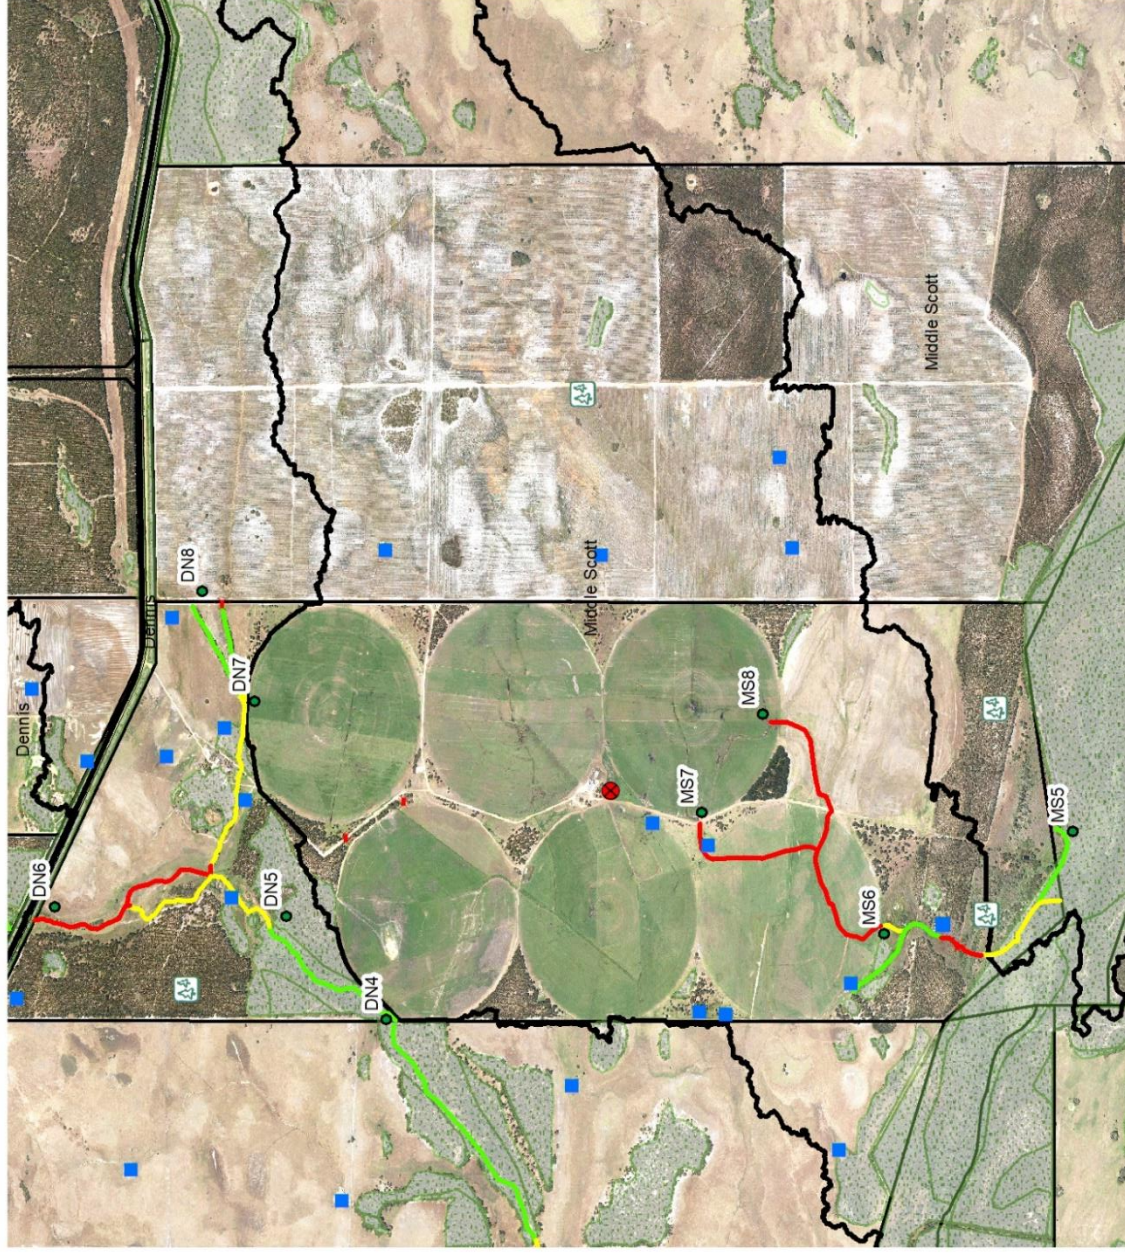 Dennis
Dennis
DN8
DN7
DN6
DN5
DN4
Middle Scott
Middle Scott
MS8
MS7
MS6
MS5